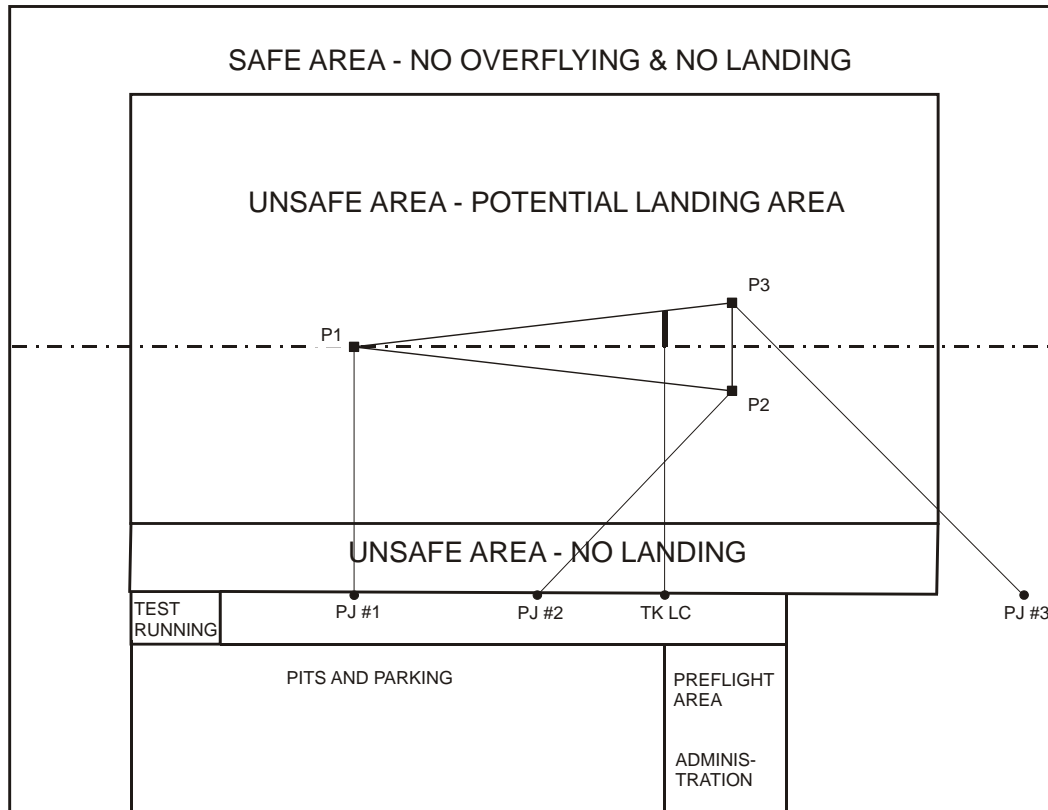 SAFE AREA - NO OVERFLYING & NO LANDING
UNSAFE AREA - POTENTIAL LANDING AREA
P3
P1
P2
UNSAFE AREA - NO LANDING
TEST
RUNNING
PJ #1
PJ #2
TK LC
PJ #3
PITS AND PARKING
PREFLIGHT
AREA
ADMINIS-
TRATION